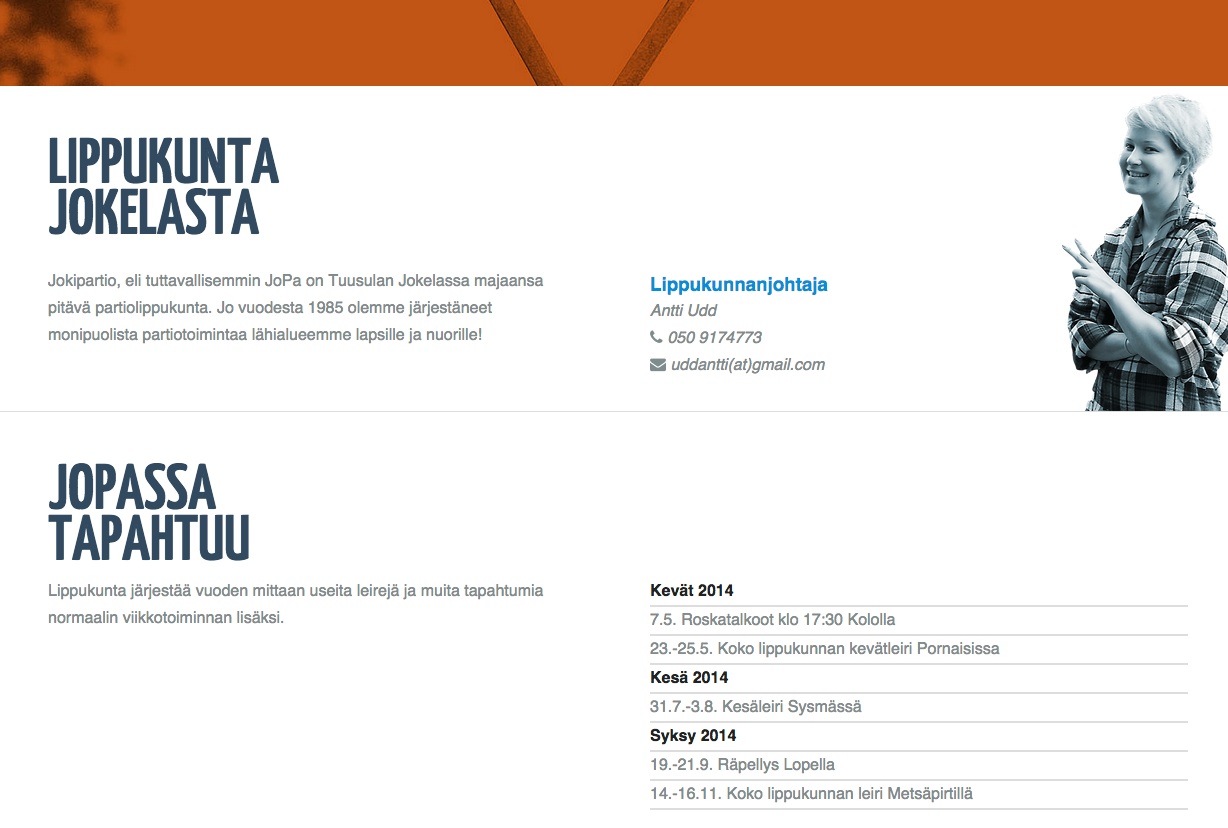 LIPPUKUNTA
JOKELASTA
Jokipartio, eli tuttavallisemmin JoPa on Tuusulan Jokelassa majaansa
pitävä partiolippukunta. Jo vuodesta 1985 olemme järjestäneet
monipuolista partiotoimintaa lähialueemme lapsille ja nuorille!
Lippukunnanjohtaja
Antti Udd
050 9174773
uddantti(at)gmail.com
JOPASSA
TAPAHTUU
Lippukunta järjestää vuoden mittaan useita leirejä ja muita tapahtumia
normaalin viikkotoiminnan lisäksi.
Kevät 2014
7.5. Roskatalkoot klo 17:30 Kololla
23.-25.5. Koko lippukunnan kevätleiri Pornaisissa
Kesä 2014
31.7.-3.8. Kesäleiri Sysmässä
Syksy 2014
19.-21.9. Räpellys Lopella
14.-16.11. Koko lippukunnan leiri Metsäpirtillä